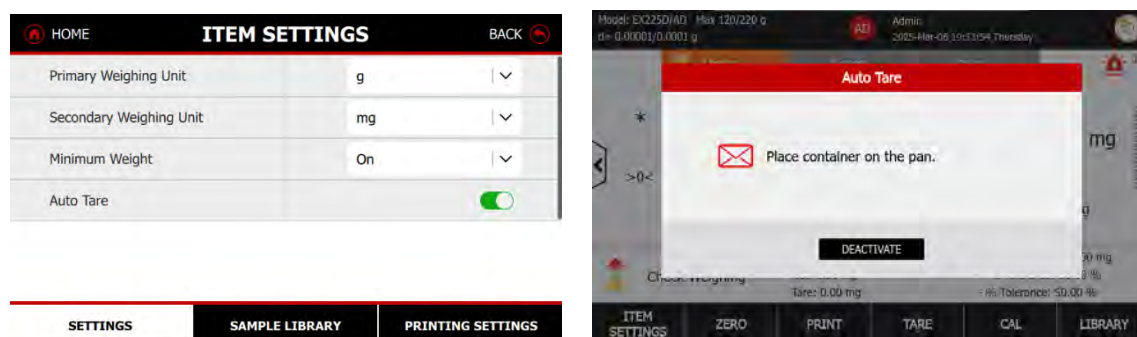 HOME
ITEM SETTINGS
BACK
Primary Weighing Unit
g
Secondary Weighing Unit
mg
Minimum Weight
On
Auto Tare
SETTINGS
SAMPLE LIBRARY
PRINTING SETTINGS
Model: EX225D/AD Max 120/220 g
d= 0.00001/0.0001 g
AD
Admin
Thursday
Auto Tare
mg
>0<
Place container on the pan.
g
DEACTIVATE
Tare: 0.00 mg
Tolerance: 50.00 %
ITEM SETTINGS
ZERO
PRINT
TARE
CAL
LIBRARY